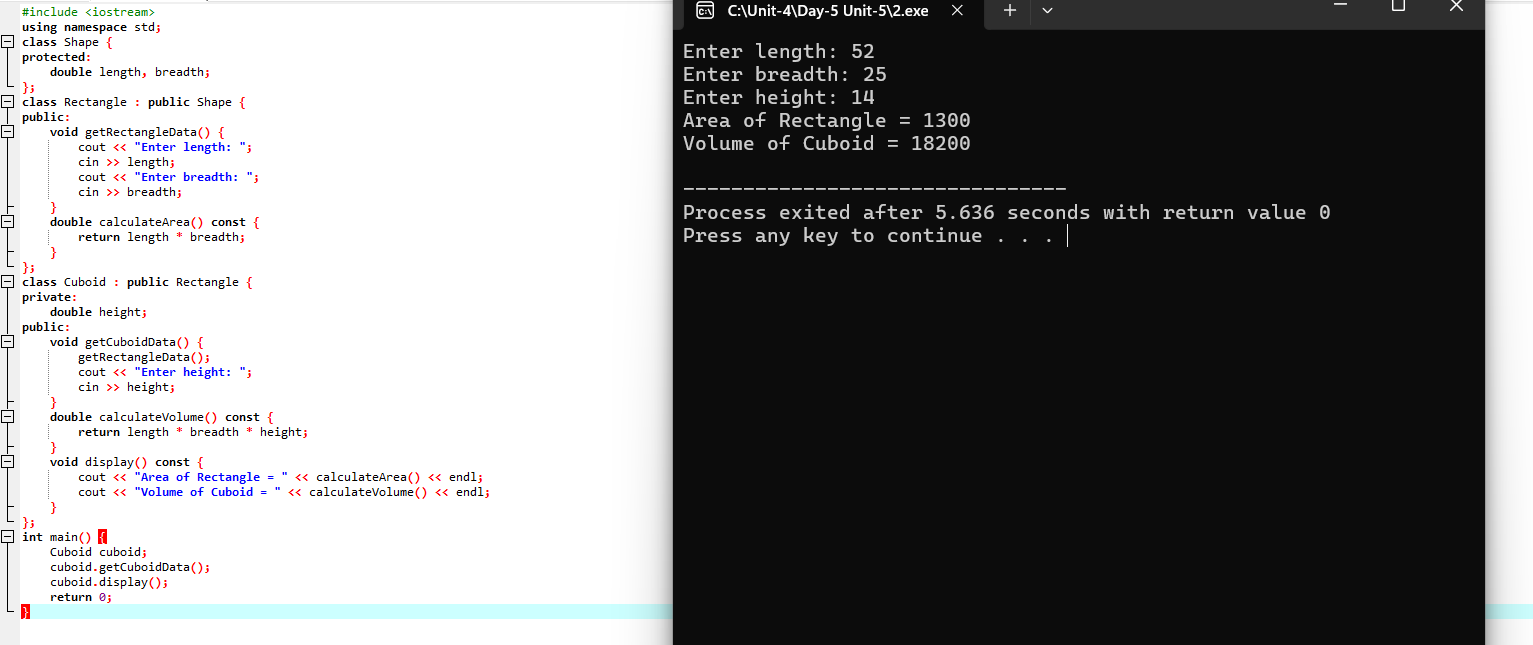 #include <iostream>
using namespace std;
class Shape {
protected:
    double length, breadth;
};
class Rectangle : public Shape {
public:
    void getRectangleData() {
        cout << "Enter length: ";
        cin >> length;
        cout << "Enter breadth: ";
        cin >> breadth;
    }
    double calculateArea() const {
        return length * breadth;
    }
};
class Cuboid : public Rectangle {
private:
    double height;
public:
    void getCuboidData() {
        getRectangleData();
        cout << "Enter height: ";
        cin >> height;
    }
    double calculateVolume() const {
        return length * breadth * height;
    }
    void display() const {
        cout << "Area of Rectangle = " << calculateArea() << endl;
        cout << "Volume of Cuboid = " << calculateVolume() << endl;
    }
};
int main() {
    Cuboid cuboid;
    cuboid.getCuboidData();
    cuboid.display();
    return 0;
}
C:\Unit-4\Day-5 Unit-5\2.exe
Enter length: 52
Enter breadth: 25
Enter height: 14
Area of Rectangle = 1300
Volume of Cuboid = 18200
--------------------------------
Process exited after 5.636 seconds with return value 0
Press any key to continue . . .